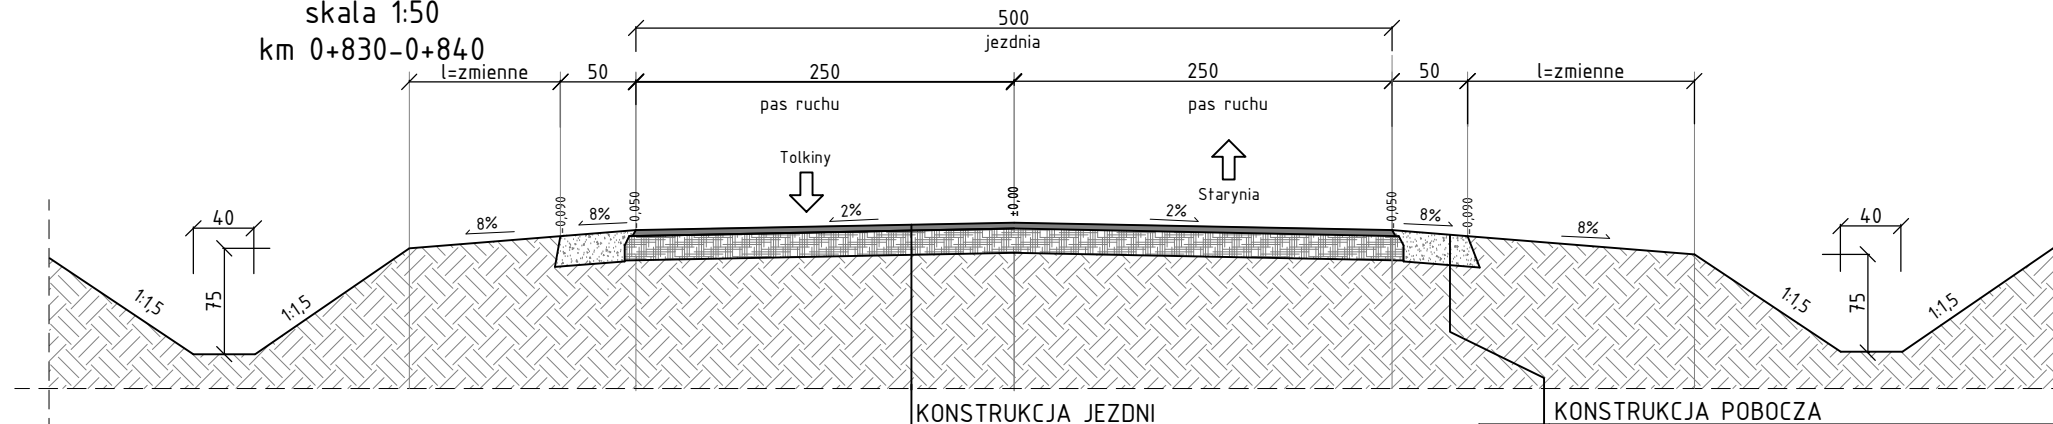 skala 1:50
km 0+830-0+840
500
jezdnia
l=zmienne
50
250
250
50
l=zmienne
pas ruchu
pas ruchu
Tolkiny
Starynia
40
75
1:1,5
1:1,5
8%
-0,090
8%
-0,050
2%
±0,00
2%
-0,050
8%
-0,090
8%
40
75
1:1,5
1:1,5
KONSTRUKCJA JEZDNI
KONSTRUKCJA POBOCZA